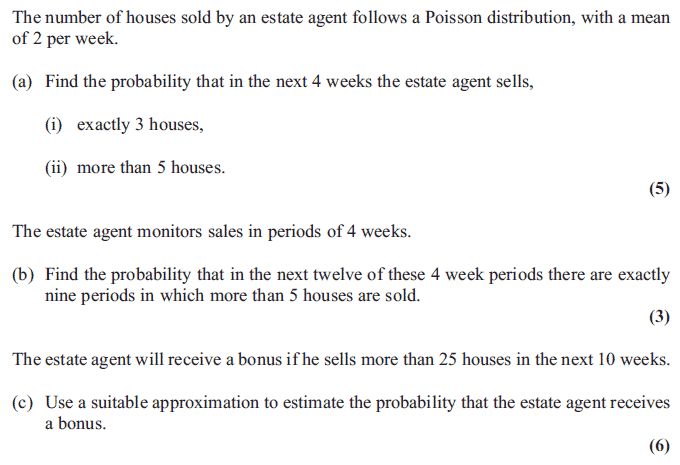 The number of houses sold by an estate agent follows a Poisson distribution, with a mean
of 2 per week.
(a) Find the probability that in the next 4 weeks the estate agent sells,
(i) exactly 3 houses,
(ii) more than 5 houses.
(5)
The estate agent monitors sales in periods of 4 weeks.
(b) Find the probability that in the next twelve of these 4 week periods there are exactly
nine periods in which more than 5 houses are sold.
(3)
The estate agent will receive a bonus if he sells more than 25 houses in the next 10 weeks.
(c) Use a suitable approximation to estimate the probability that the estate agent receives
a bonus.
(6)